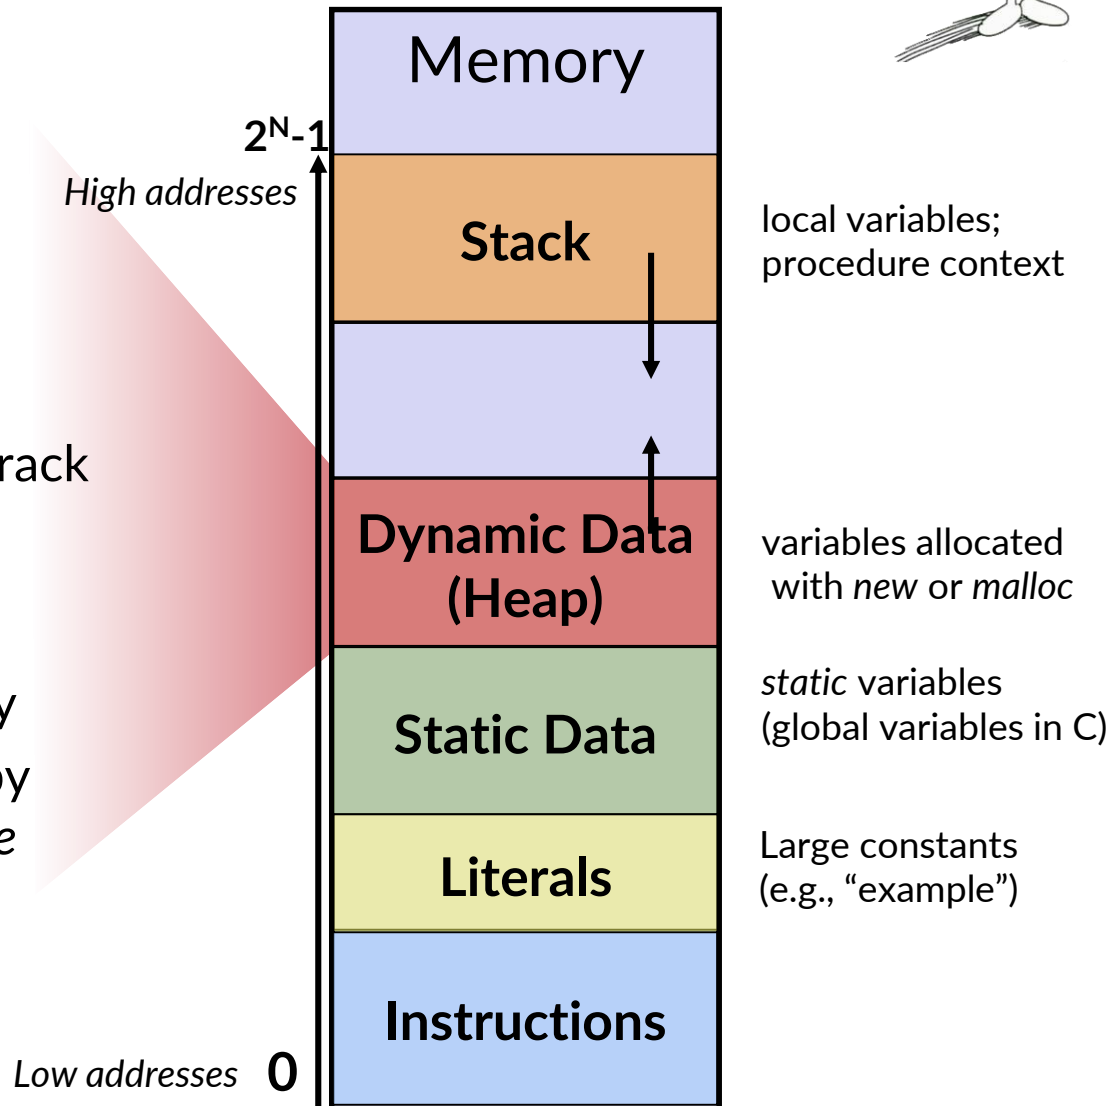 Memory
2ᴺ-1
High addresses
Stack
local variables;
procedure context
rack
Dynamic Data
(Heap)
variables allocated
with new or malloc
y
by
e
Static Data
static variables
(global variables in C)
Literals
Large constants
(e.g., “example”)
Instructions
Low addresses 0